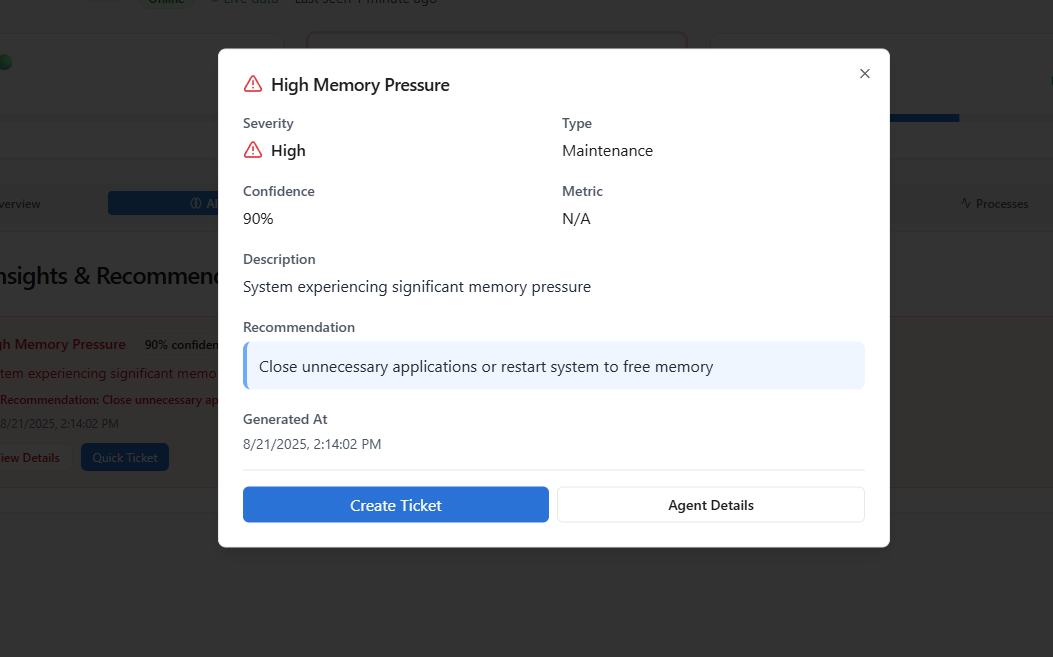 Online Live data Last seen 1 minute ago
High Memory Pressure
Severity Type
High Maintenance
Confidence Metric
90% N/A
Description
System experiencing significant memory pressure
Recommendation
Close unnecessary applications or restart system to free memory
Generated At
8/21/2025, 2:14:02 PM
Create Ticket Agent Details
verview AI Processes
nsights & Recommend
gh Memory Pressure 90% confiden
tem experiencing significant memo
Recommendation: Close unnecessary ap
8/21/2025, 2:14:02 PM
iew Details Quick Ticket